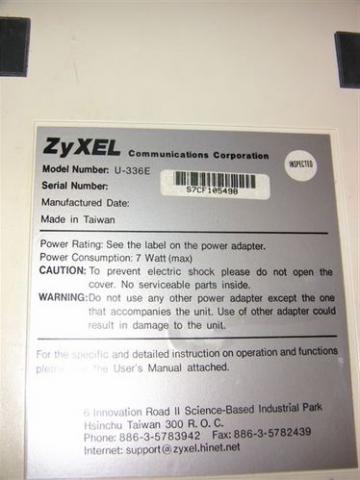 ZyXEL Communications Corporation
INSPECTED
Model Number: U-336E
Serial Number:
S7CF105498
Manufactured Date:
Made in Taiwan
Power Rating: See the label on the power adapter.
Power Consumption: 7 Watt (max)
CAUTION: To prevent electric shock please do not open the
cover. No serviceable parts inside.
WARNING: Do not use any other power adapter except the one
that accompanies the unit. Use of other adapter could
result in damage to the unit.
For the specific and detailed instruction on operation and functions
the User's Manual attached.
6 Innovation Road II Science-Based Industrial Park
Hsinchu Taiwan 300 R. O. C.
Phone: 886-3-5783942 Fax: 886-3-5782439
Internet: support@zyxel.hinet.net